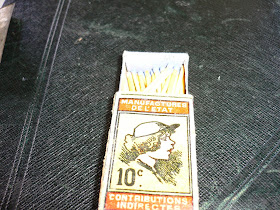 MANUFACTURES
DE L'ETAT
10c.
CONTRIBUTIONS
INDIRECTES